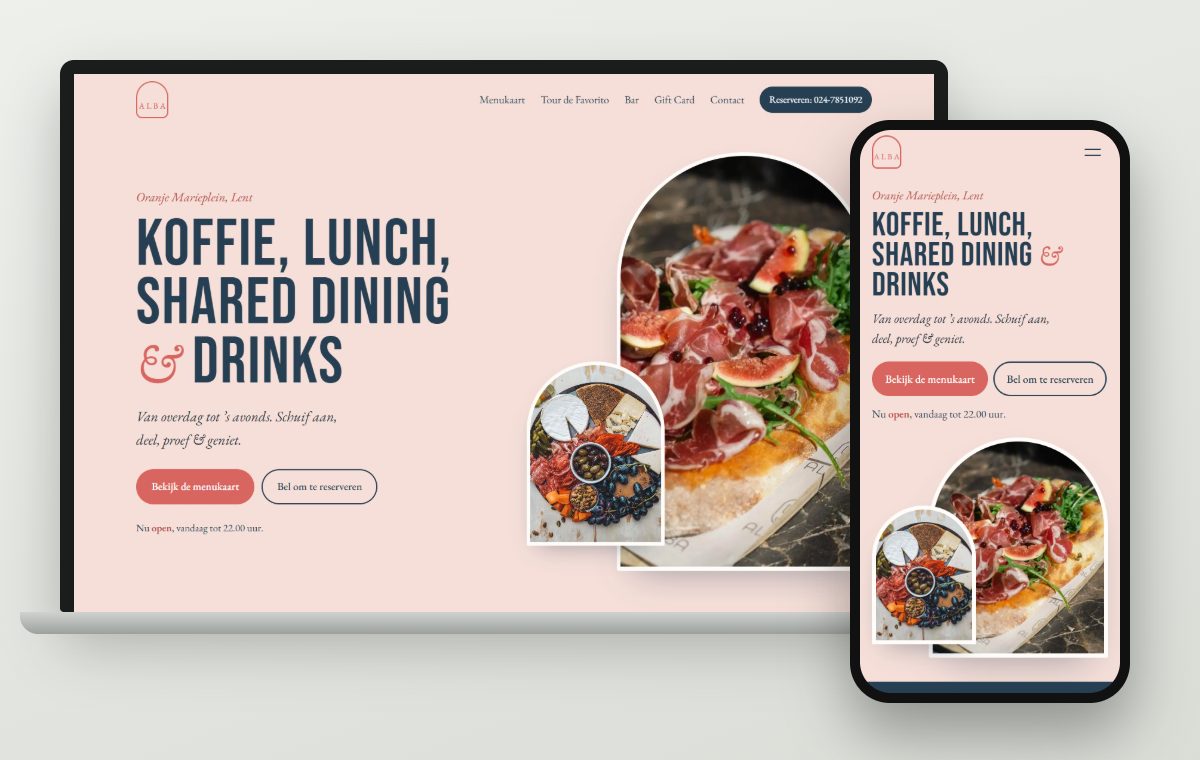 ALBA
Menukaart Tour de Favorito Bar Gift Card Contact Reserveren: 024-7851092
Oranje Marieplein, Lent
KOFFIE, LUNCH,
SHARED DINING
& DRINKS
Van overdag tot 's avonds. Schuif aan,
deel, proef & geniet.
Bekijk de menukaart Bel om te reserveren
Nu open, vandaag tot 22.00 uur.
ALBA
Oranje Marieplein, Lent
KOFFIE, LUNCH,
SHARED DINING &
DRINKS
Van overdag tot 's avonds. Schuif aan,
deel, proef & geniet.
Bekijk de menukaart Bel om te reserveren
Nu open, vandaag tot 22.00 uur.